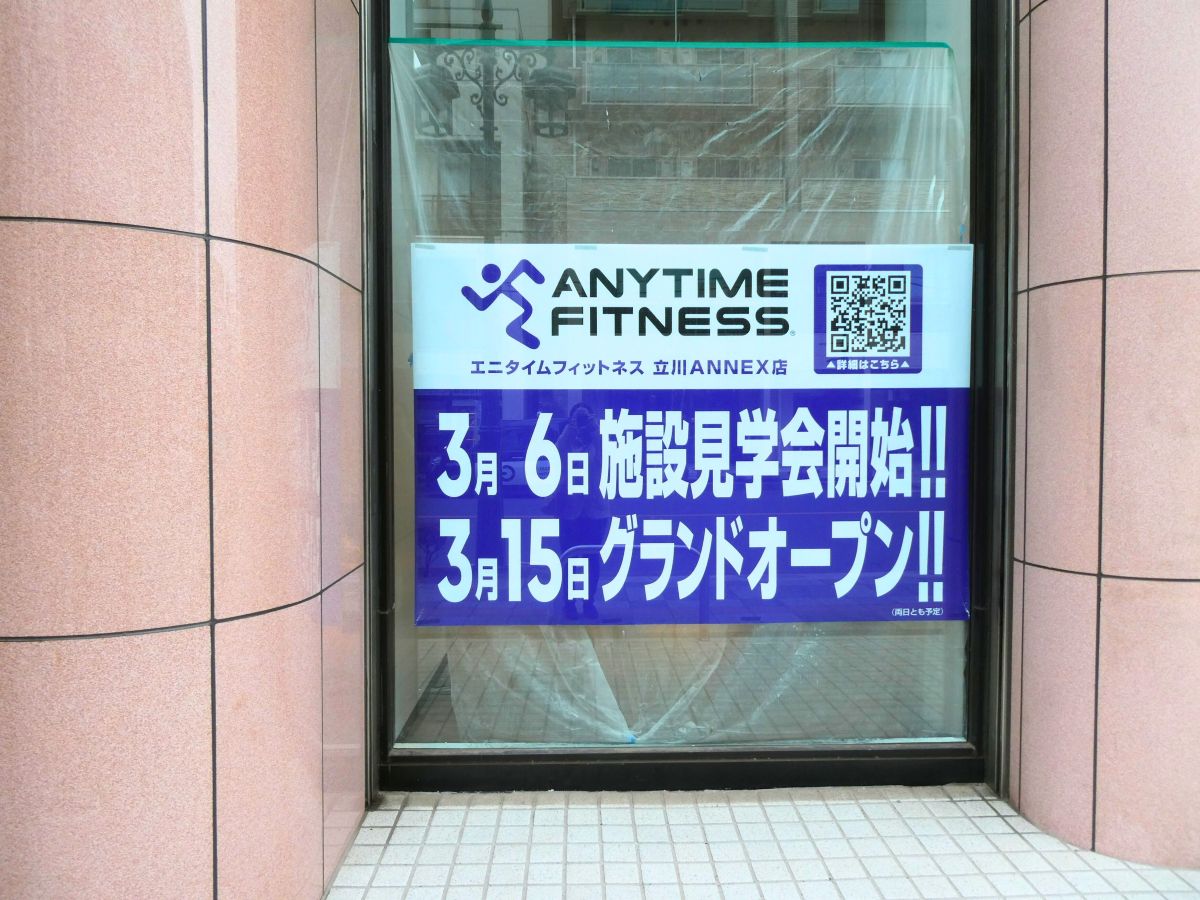 ANYTIME
FITNESS®
エニタイムフィットネス 立川ANNEX店
▲詳細はこちら▲
3月 6日 施設見学会開始!!
3月15日 グランドオープン!!
(両日とも予定)